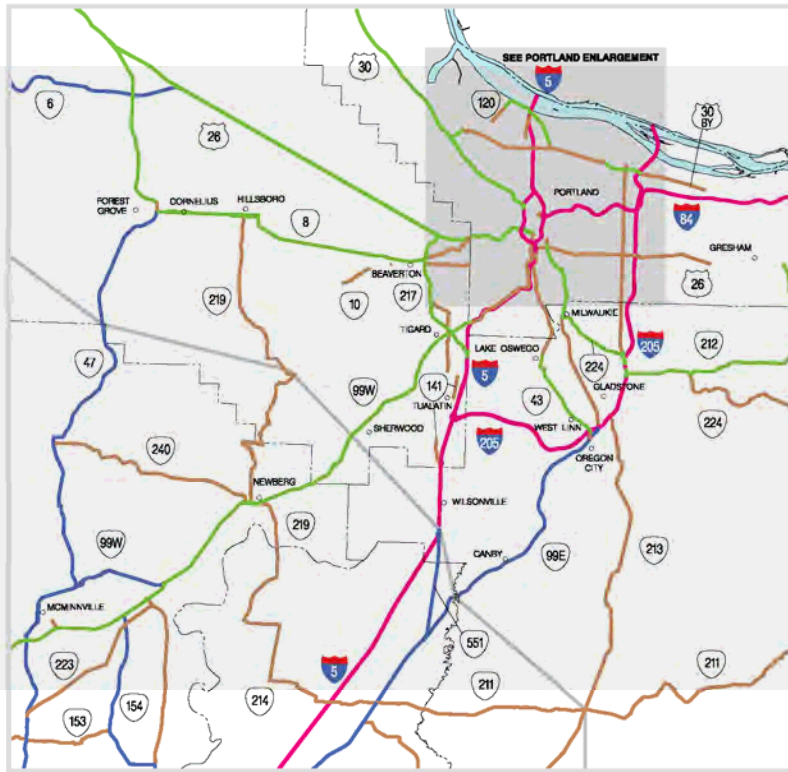 SEE PORTLAND ENLARGEMENT
30
5
6
120
30
BY
26
FOREST
GROVE
CORNELIUS
HILLSBORO
PORTLAND
8
84
GRESHAM
BEAVERTON
26
219
10
217
MILWAUKIE
TIGARD
LAKE OSWEGO
205
212
47
5
224
99W
141
GLADSTONE
TUALATIN
43
224
SHERWOOD
WEST LINN
205
240
OREGON
CITY
NEWBERG
WILSONVILLE
219
99W
99E
213
CANBY
MCMINNVILLE
551
223
5
211
211
154
214
153